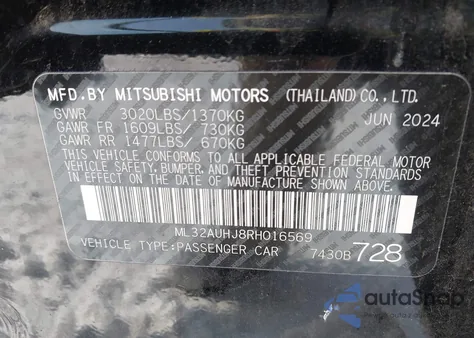 MFD.BY MITSUBISHI MOTORS (THAILAND) CO., LTD.
GVWR 3020LBS/1370KG JUN 2024
GAWR FR 1609LBS/ 730KG
GAWR RR 1477LBS/ 670KG
THIS VEHICLE CONFORMS TO ALL APPLICABLE FEDERAL MOTOR
VEHICLE SAFETY, BUMPER, AND THEFT PREVENTION STANDARDS
IN EFFECT ON THE DATE OF MANUFACTURE SHOWN ABOVE.
ML32AUHJ8RH016569
VEHICLE TYPE:PASSENGER CAR 7430B 728
autoSnap